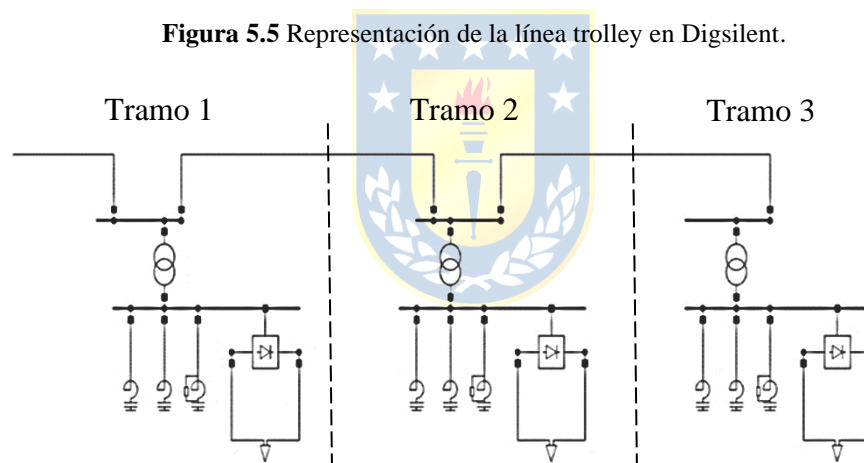 Figura 5.5 Representación de la línea trolley en Digsilent.
Tramo 1
Tramo 2
Tramo 3